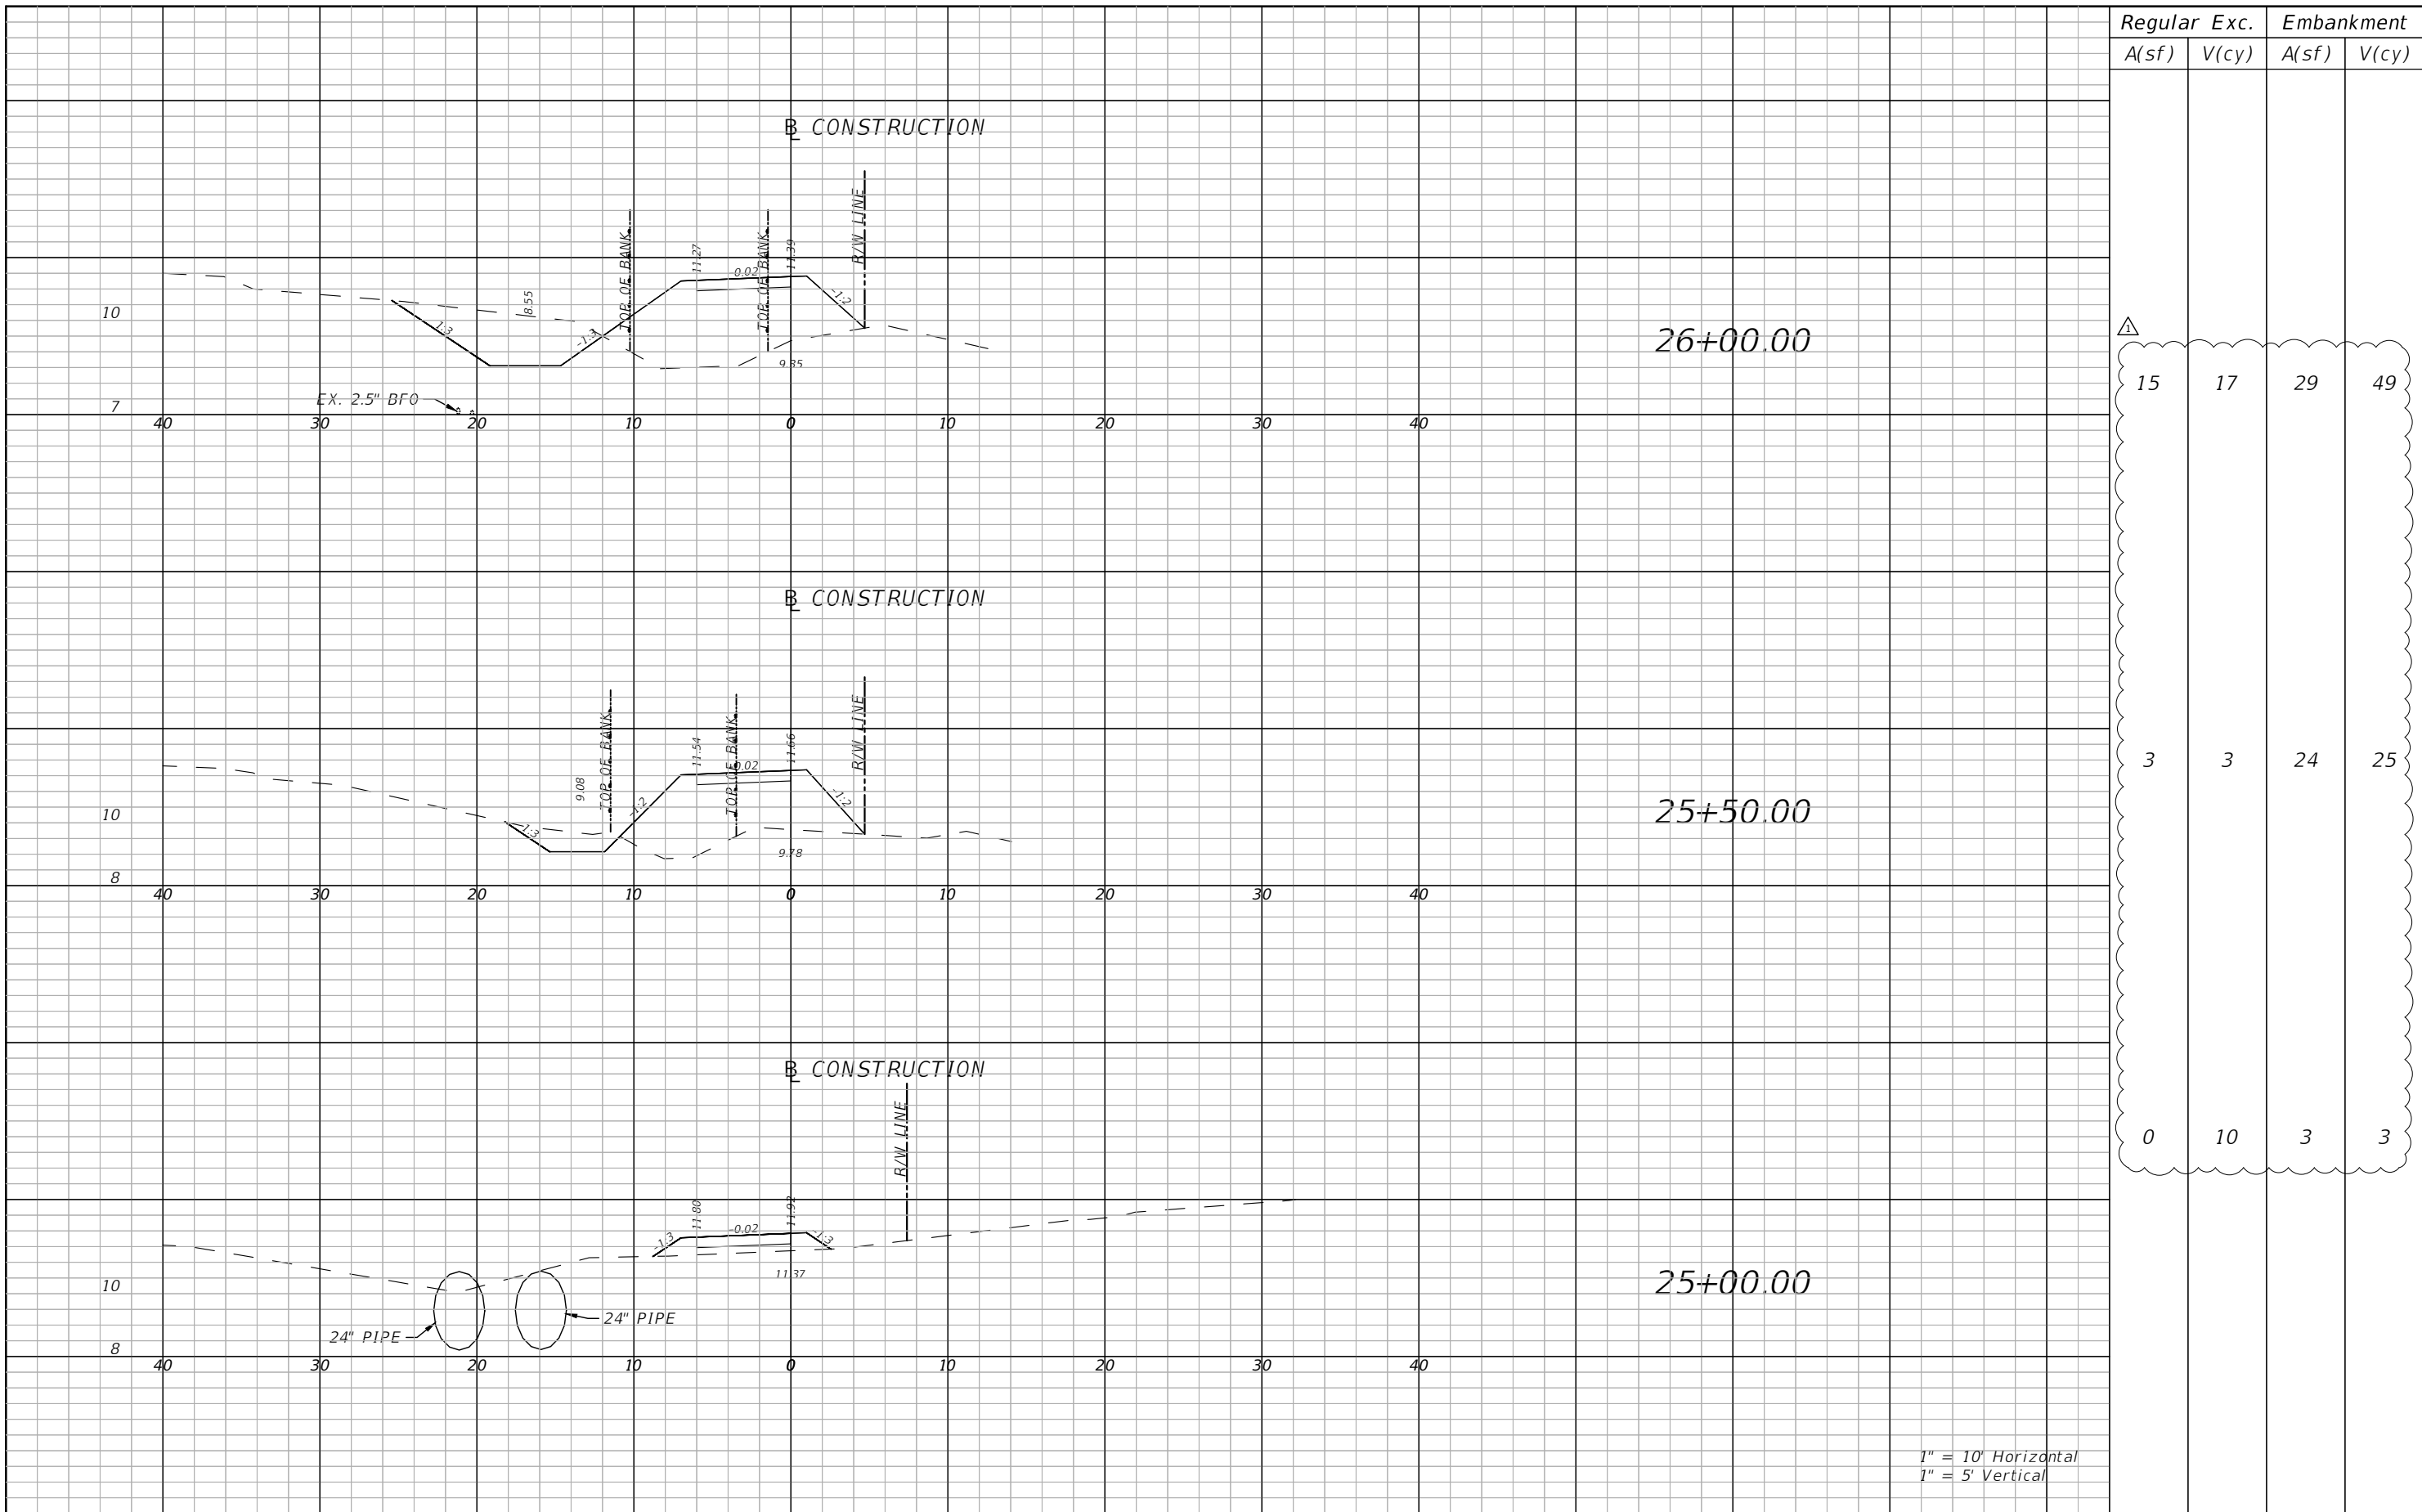 Regular Exc. Embankment
A(sf) V(cy) A(sf) V(cy)
℄ CONSTRUCTION
TOP OF BANK
11.27
0.02
TOP OF BANK
11.39
R/W LINE
-1:2
10
1:3
8.55
-1:3
26+00.00
9.35
EX. 2.5" BFO
7
40 30 20 10 0 10 20 30 40
1
15 17 29 49
℄ CONSTRUCTION
TOP OF BANK
11.54
TOP OF BANK
0.02
11.66
R/W LINE
9.08
-1:2
-1:2
10
-1:3
25+50.00
9.78
8
40 30 20 10 0 10 20 30 40
3 3 24 25
℄ CONSTRUCTION
R/W LINE
11.80
11.92
-1:3
-0.02
-1:3
11.37
10
25+00.00
24" PIPE
24" PIPE
8
40 30 20 10 0 10 20 30 40
0 10 3 3
1" = 10' Horizontal
1" = 5' Vertical